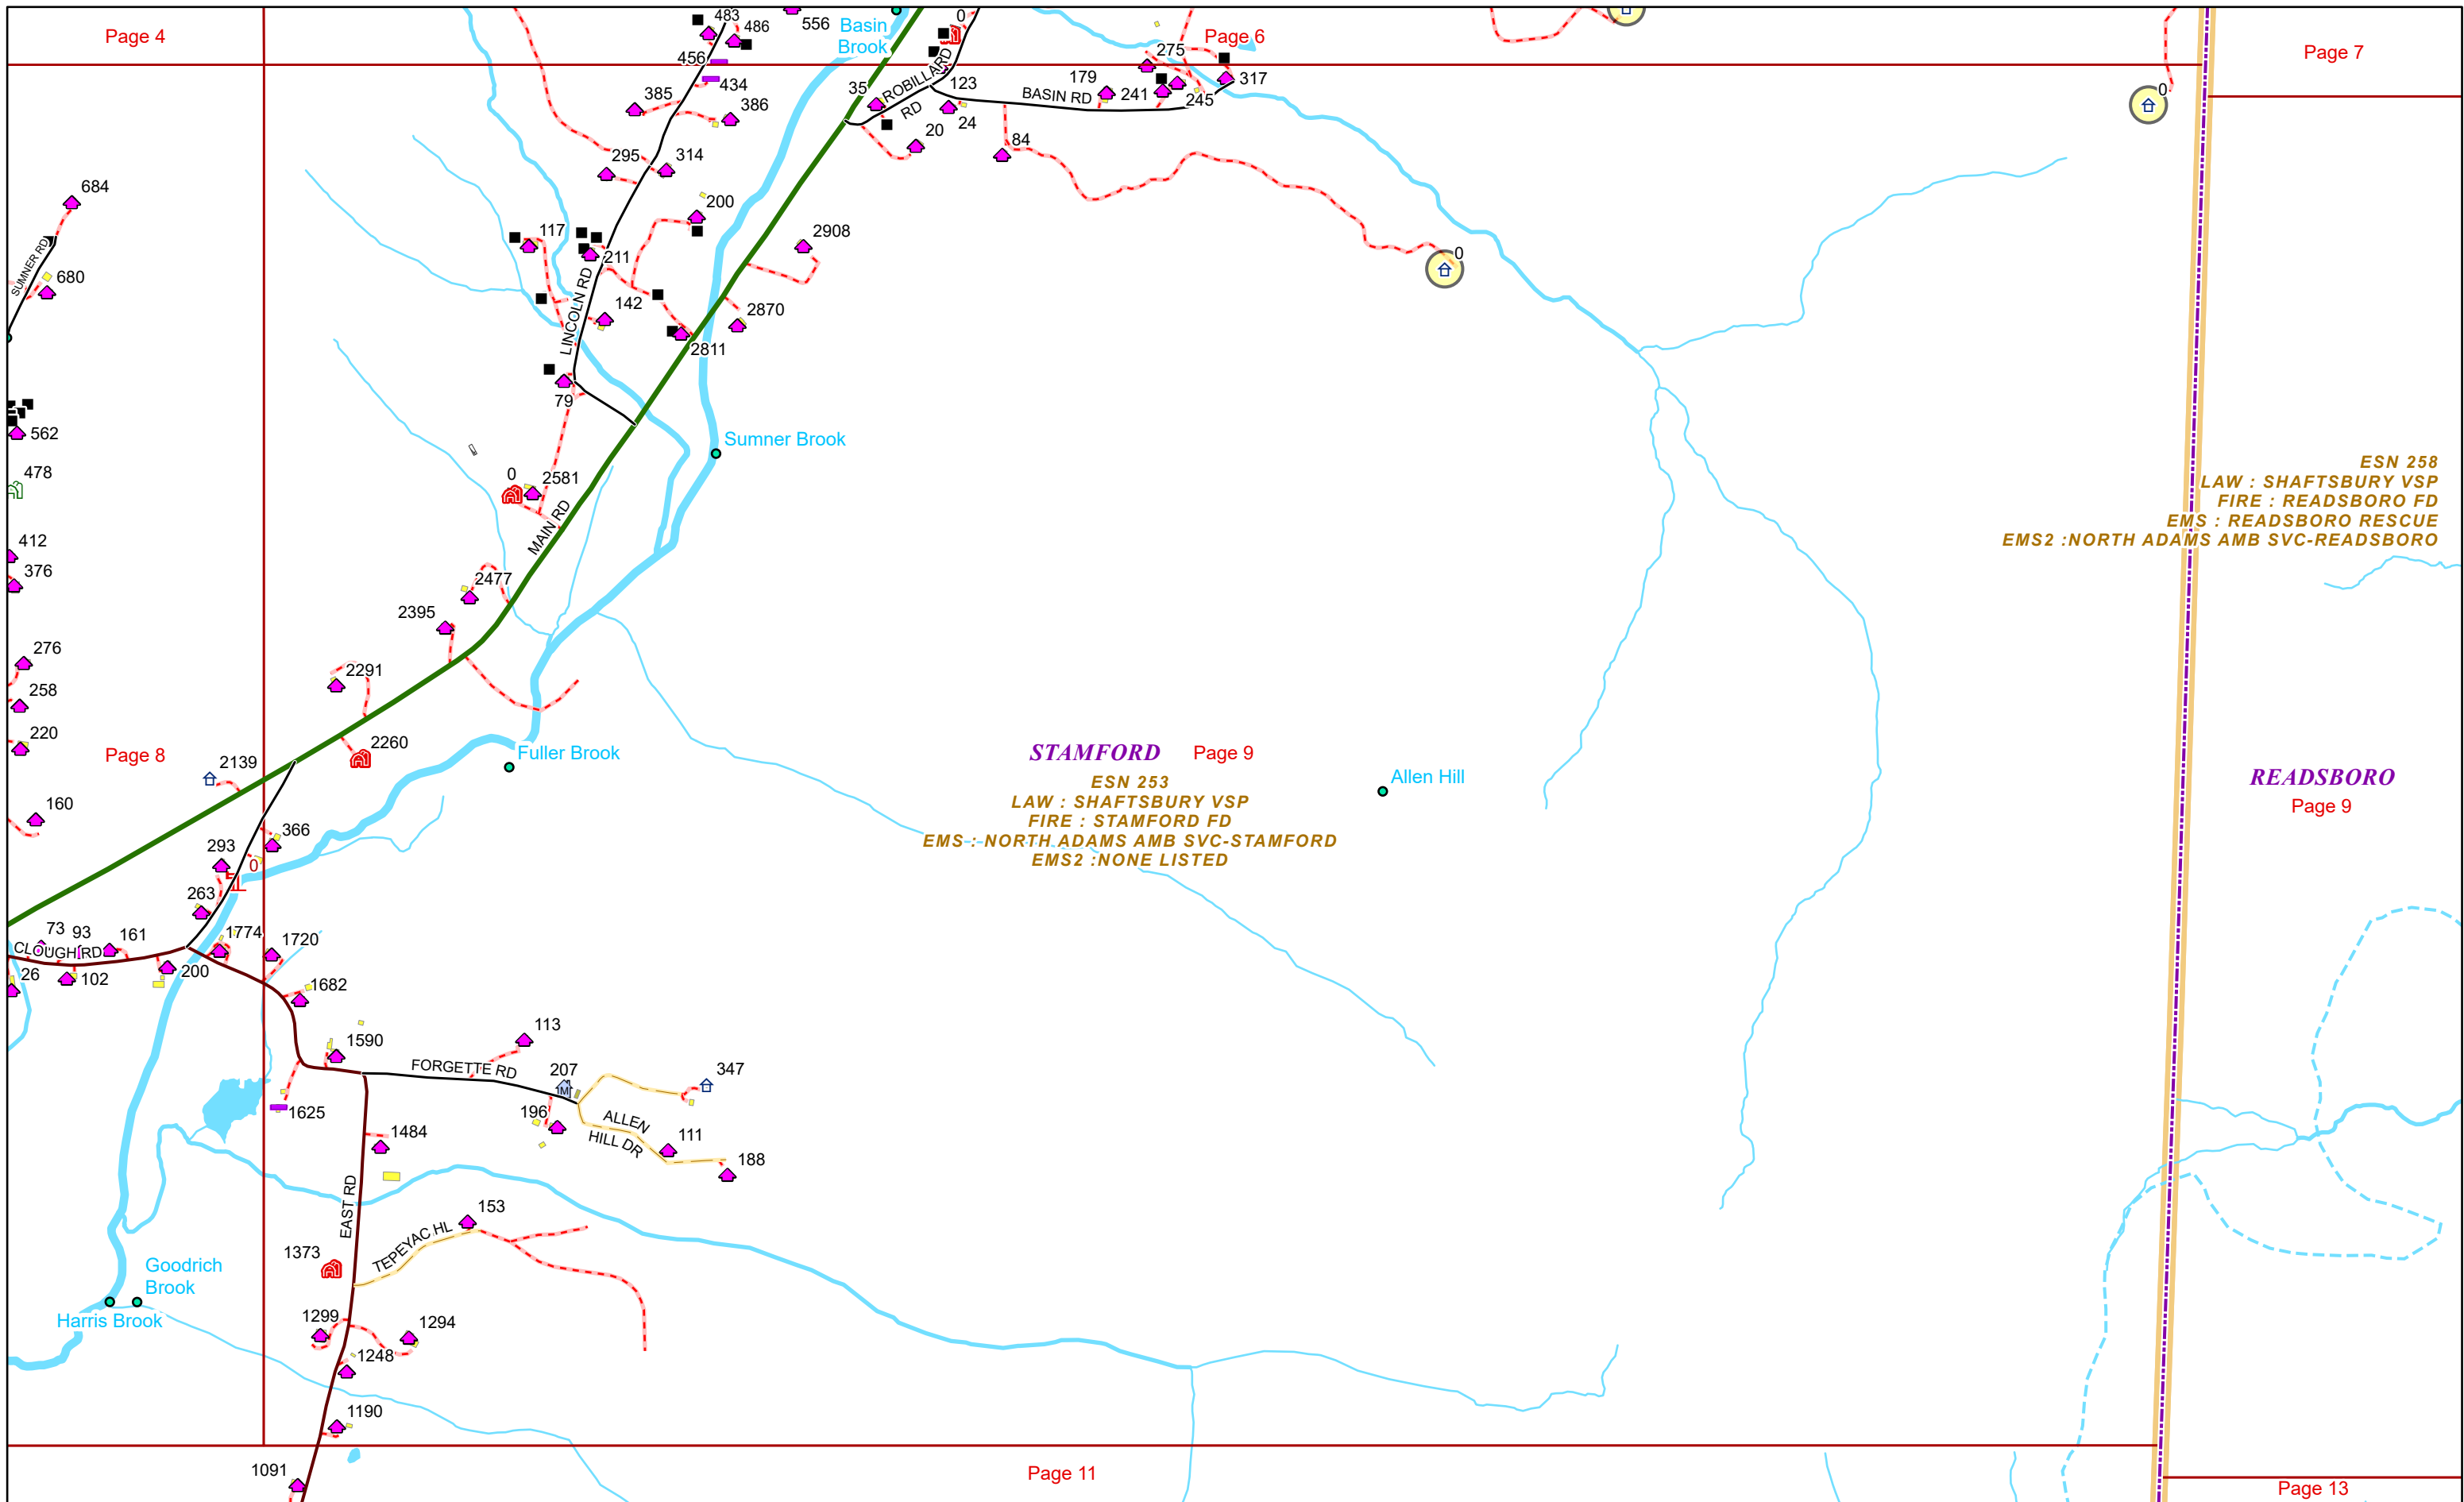 Page 4
483
486
556
Basin
Brook
0
Page 6
Page 7
456
434
385
386
35
ROBILLARD
RD
123
24
20
BASIN RD
179
275
241
245
317
84
0
0
295
314
200
684
SUMNER RD
680
117
211
LINCOLN RD
142
2908
2870
2811
79
562
478
Sumner Brook
0
2581
MAIN RD
412
376
2477
2395
276
258
220
2291
2260
Page 8
2139
160
Fuller Brook
STAMFORD
Page 9
ESN 253
LAW : SHAFTSBURY VSP
FIRE : STAMFORD FD
EMS : NORTH ADAMS AMB SVC-STAMFORD
EMS2 :NONE LISTED
Allen Hill
ESN 258
LAW : SHAFTSBURY VSP
FIRE : READSBORO FD
EMS : READSBORO RESCUE
EMS2 :NORTH ADAMS AMB SVC-READSBORO
READSBORO
Page 9
366
293
0
263
73
93
161
CLOUGH RD
26
102
200
1774
1720
1682
1590
FORGETTE RD
113
207
M
347
196
ALLEN
HILL DR
111
188
1625
1484
EAST RD
153
TEPEYAC HL
1373
Goodrich
Brook
Harris Brook
1299
1294
1248
1190
1091
Page 11
Page 13